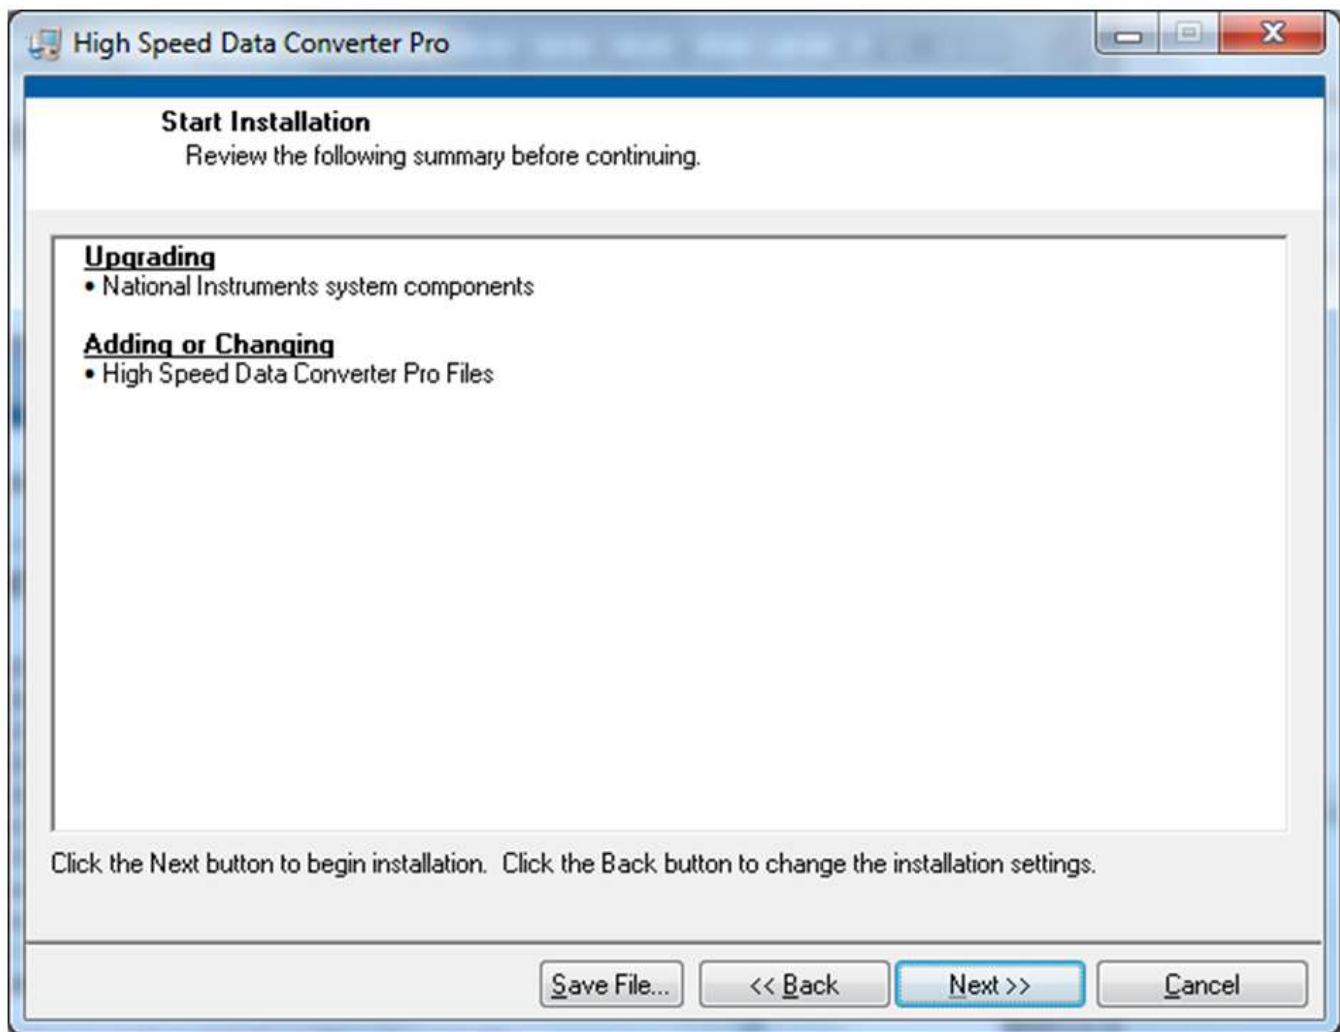 High Speed Data Converter Pro
Start Installation
Review the following summary before continuing.
Upgrading
• National Instruments system components
Adding or Changing
• High Speed Data Converter Pro Files
Click the Next button to begin installation.  Click the Back button to change the installation settings.
Save File...
<< Back
Next >>
Cancel